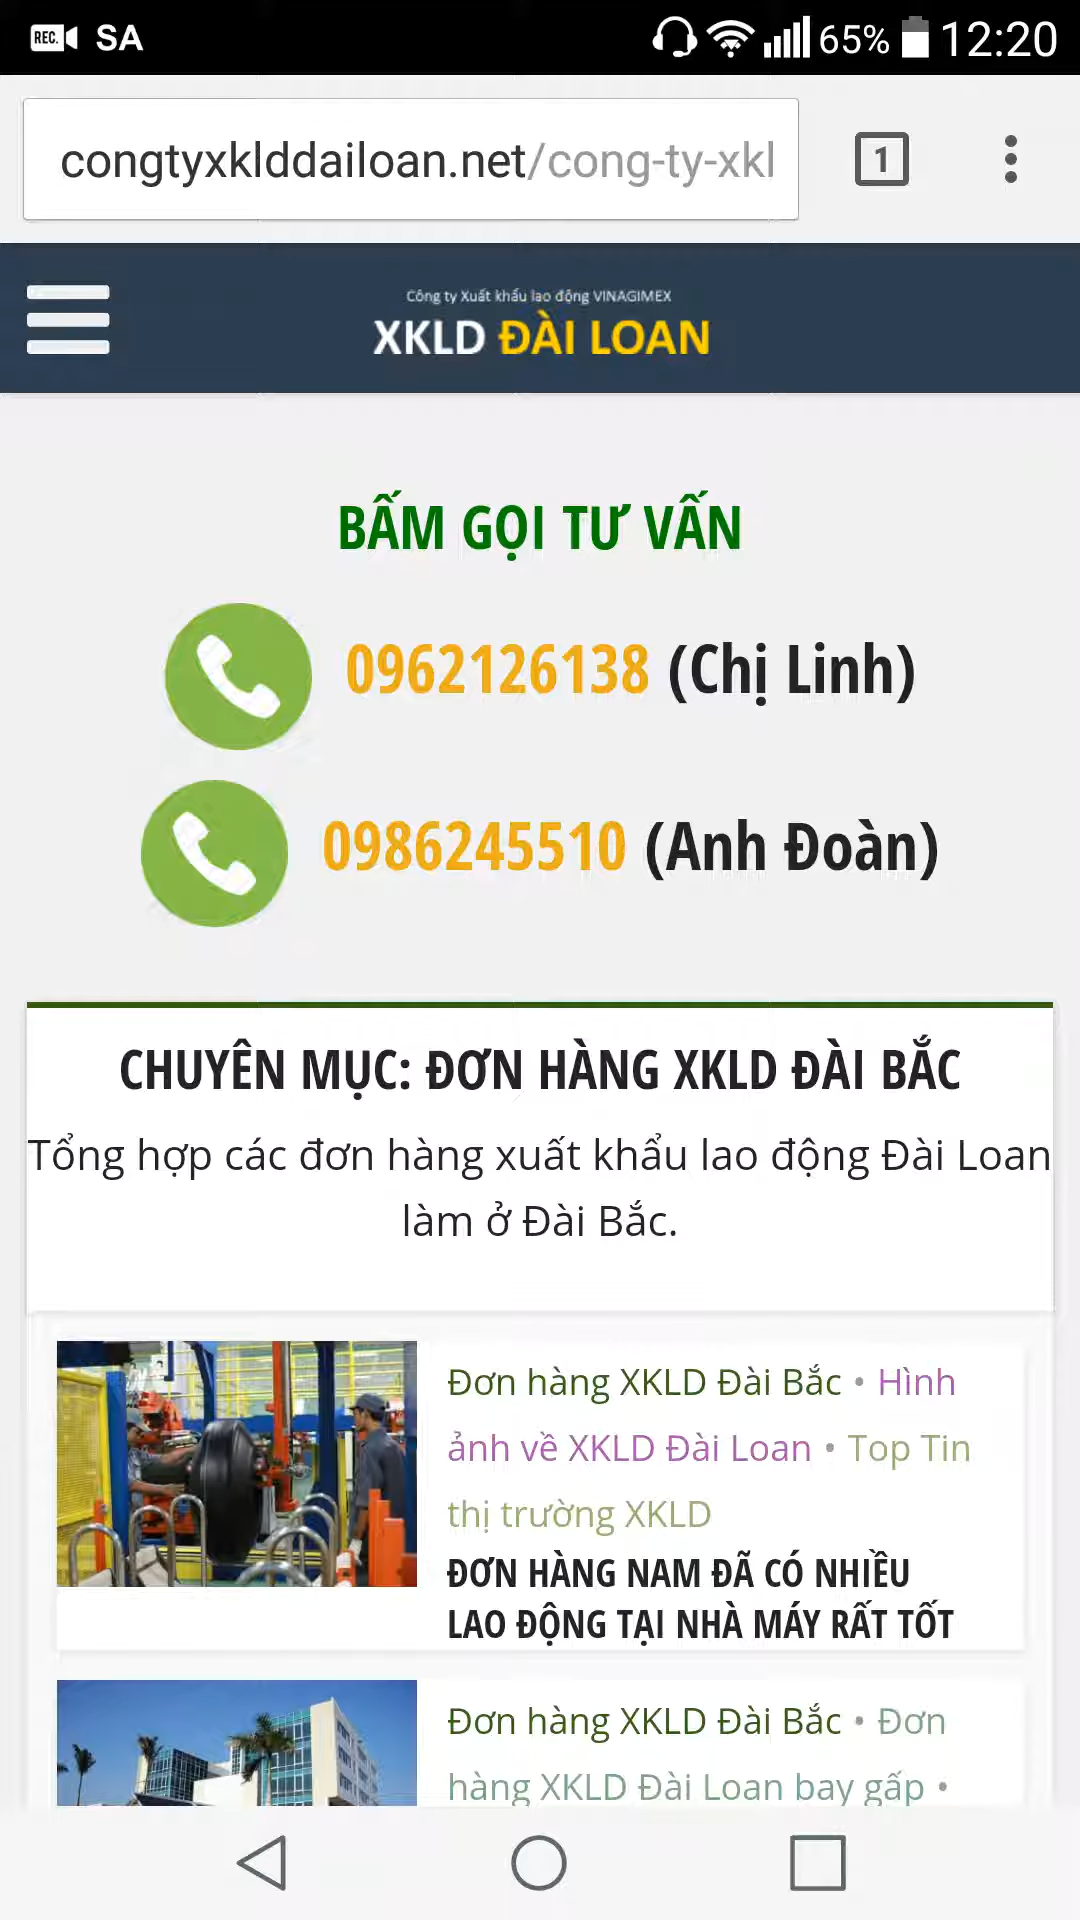 REC. SA 65% 12:20
congtyxklddailoan.net/cong-ty-xkl 1
Công ty Xuất khẩu lao động VINAGIMEX
XKLD ĐÀI LOAN
BẤM GỌI TƯ VẤN
0962126138 (Chị Linh)
0986245510 (Anh Đoàn)
CHUYÊN MỤC: ĐƠN HÀNG XKLD ĐÀI BẮC
Tổng hợp các đơn hàng xuất khẩu lao động Đài Loan
làm ở Đài Bắc.
Đơn hàng XKLD Đài Bắc • Hình
ảnh về XKLD Đài Loan • Top Tin
thị trường XKLD
ĐƠN HÀNG NAM ĐÃ CÓ NHIỀU
LAO ĐỘNG TẠI NHÀ MÁY RẤT TỐT
Đơn hàng XKLD Đài Bắc • Đơn
hàng XKLD Đài Loan bay gấp •